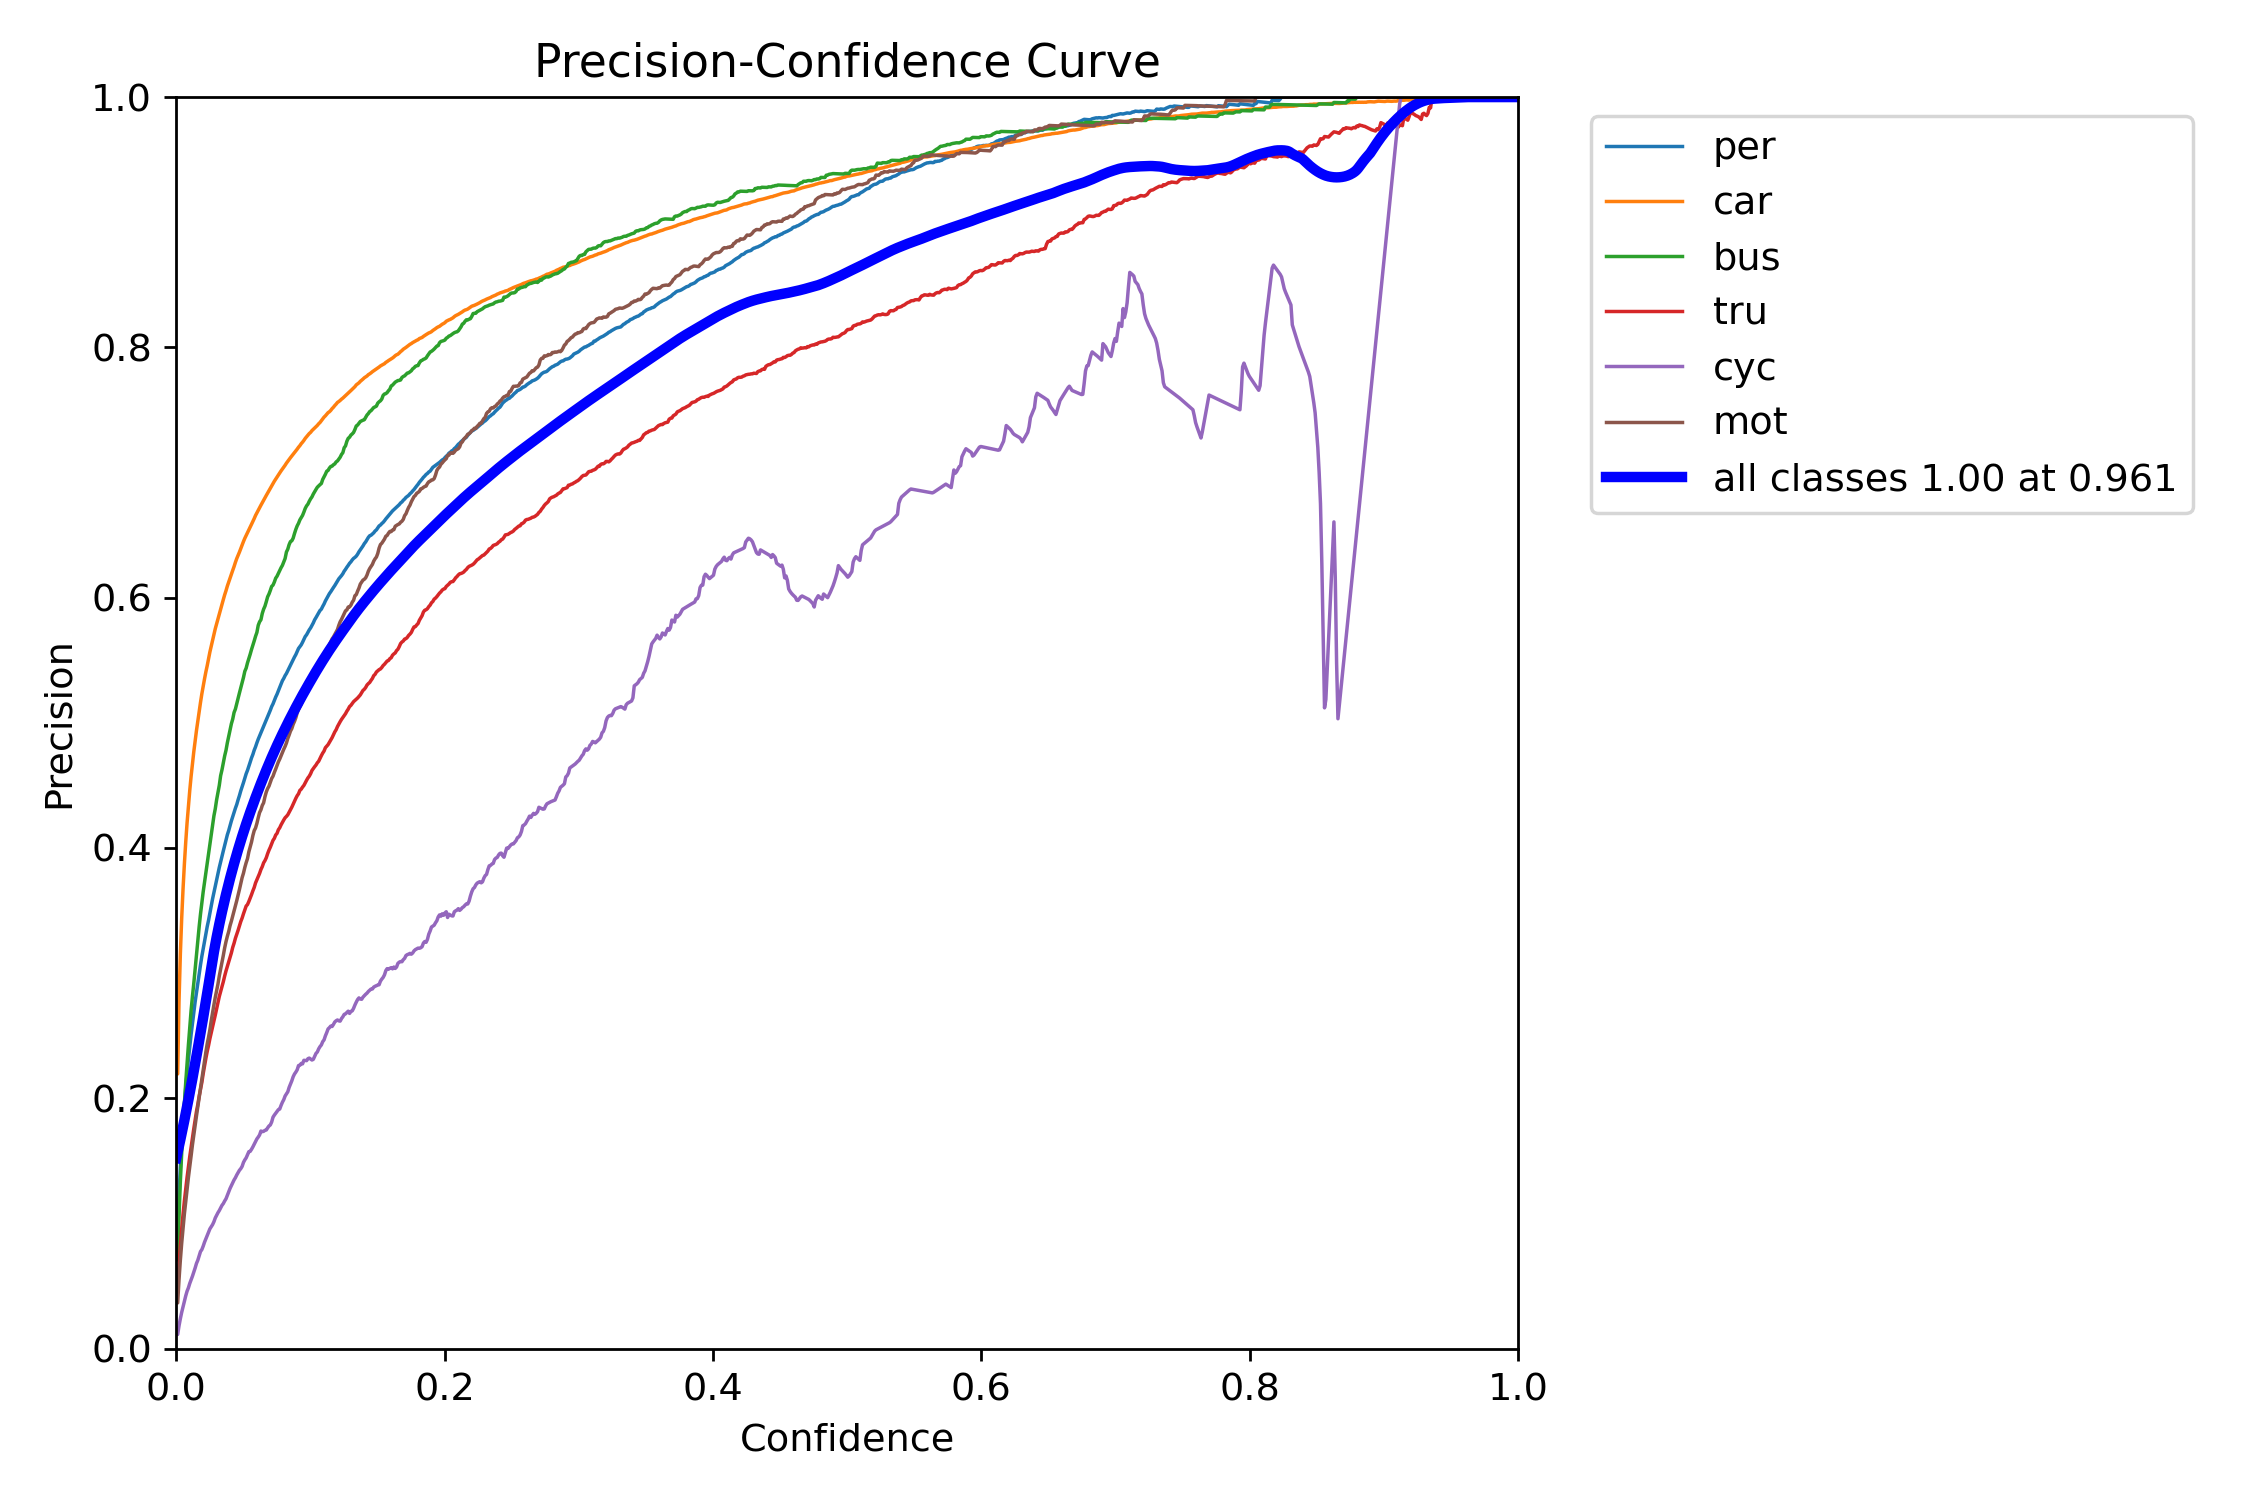 Precision-Confidence Curve
1.0
0.8
0.6
0.4
0.2
0.0
Precision
0.0 0.2 0.4 0.6 0.8 1.0
Confidence
per
car
bus
tru
cyc
mot
all classes 1.00 at 0.961